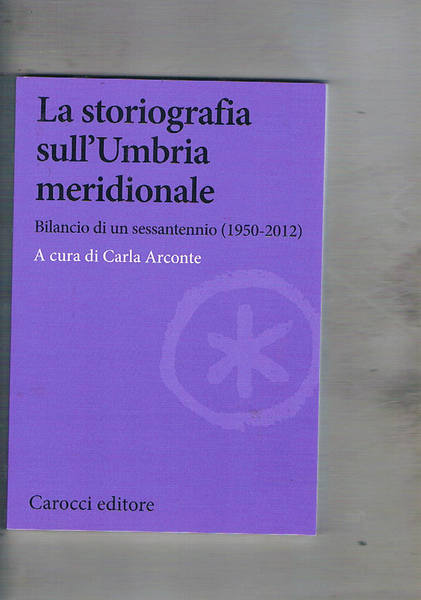 La storiografia
sull'Umbria
meridionale
Bilancio di un sessantennio (1950-2012)
A cura di Carla Arconte
Carocci editore